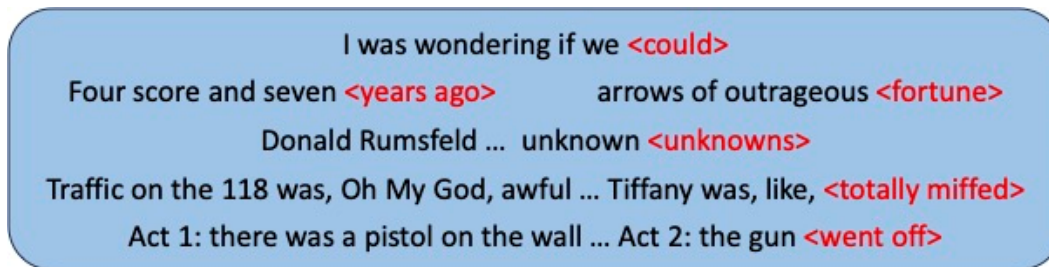 I was wondering if we <could>
Four score and seven <years ago> arrows of outrageous <fortune>
Donald Rumsfeld ... unknown <unknowns>
Traffic on the 118 was, Oh My God, awful ... Tiffany was, like, <totally miffed>
Act 1: there was a pistol on the wall ... Act 2: the gun <went off>